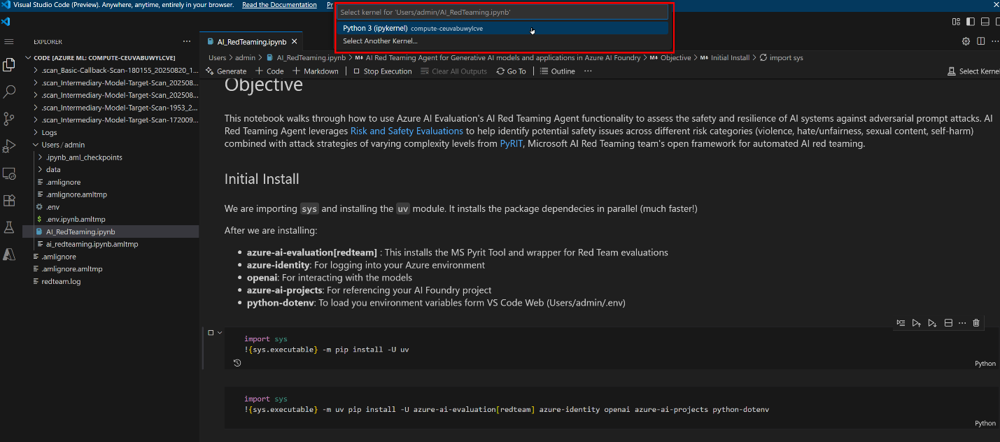 Visual Studio Code (Preview). Anywhere, anytime, entirely in your browser. Read the Documentation Pr
Select kernel for 'Users/admin/AI_RedTeaming.ipynb'
Python 3 (ipykernel) compute-ceuvabuwylcve
Select Another Kernel...
EXPLORER
CODE [AZURE ML: COMPUTE-CEUVABUWYLCVE]
.scan_Basic-Callback-Scan-180155_20250820_1...
.scan_Intermediary-Model-Target-Scan_202508...
.scan_Intermediary-Model-Target-Scan_202508...
.scan_Intermediary-Model-Target-Scan-1953_2...
.scan_Intermediary-Model-Target-Scan-172009...
Logs
Users / admin
.ipynb_aml_checkpoints
data
.amlignore
.amlignore.amltmp
.env
.env.ipynb.amltmp
AI_RedTeaming.ipynb
ai_redteaming.ipynb.amltmp
.amlignore
.amlignore.amltmp
redteam.log
AI_RedTeaming.ipynb
Users > admin > AI_RedTeaming.ipynb > M↓ AI Red Teaming Agent for Generative AI models and applications in Azure AI Foundry > M↓ Objective > M↓ Initial Install > import sys
Generate + Code + Markdown | Stop Execution Clear All Outputs Go To | Outline ...
Select Kernel
Objective
This notebook walks through how to use Azure AI Evaluation's AI Red Teaming Agent functionality to assess the safety and resilience of AI systems against adversarial prompt attacks. AI
Red Teaming Agent leverages Risk and Safety Evaluations to help identify potential safety issues across different risk categories (violence, hate/unfairness, sexual content, self-harm)
combined with attack strategies of varying complexity levels from PyRIT, Microsoft AI Red Teaming team's open framework for automated AI red teaming.
Initial Install
We are importing sys and installing the uv module. It installs the package dependecies in parallel (much faster!)
After we are installing:
• azure-ai-evaluation[redteam] : This installs the MS Pyrit Tool and wrapper for Red Team evaluations
• azure-identity: For logging into your Azure environment
• openai: For interacting with the models
• azure-ai-projects: For referencing your AI Foundry project
• python-dotenv: To load you environment variables form VS Code Web (Users/admin/.env)
import sys
!{sys.executable} -m pip install -U uv
Python
import sys
!{sys.executable} -m uv pip install -U azure-ai-evaluation[redteam] azure-identity openai azure-ai-projects python-dotenv
Python